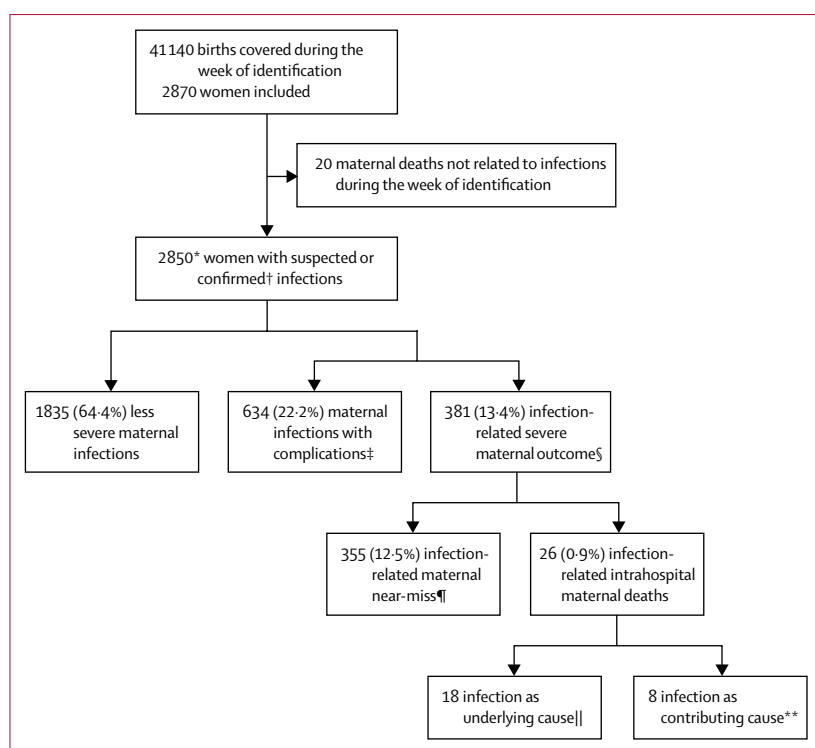 41140 births covered during the
week of identification
2870 women included
20 maternal deaths not related to infections
during the week of identification
2850* women with suspected or
confirmed† infections
1835 (64·4%) less
severe maternal
infections
634 (22·2%) maternal
infections with
complications‡
381 (13·4%) infection-
related severe
maternal outcome§
355 (12·5%) infection-
related maternal
near-miss¶
26 (0·9%) infection-
related intrahospital
maternal deaths
18 infection as
underlying cause||
8 infection as
contributing cause**